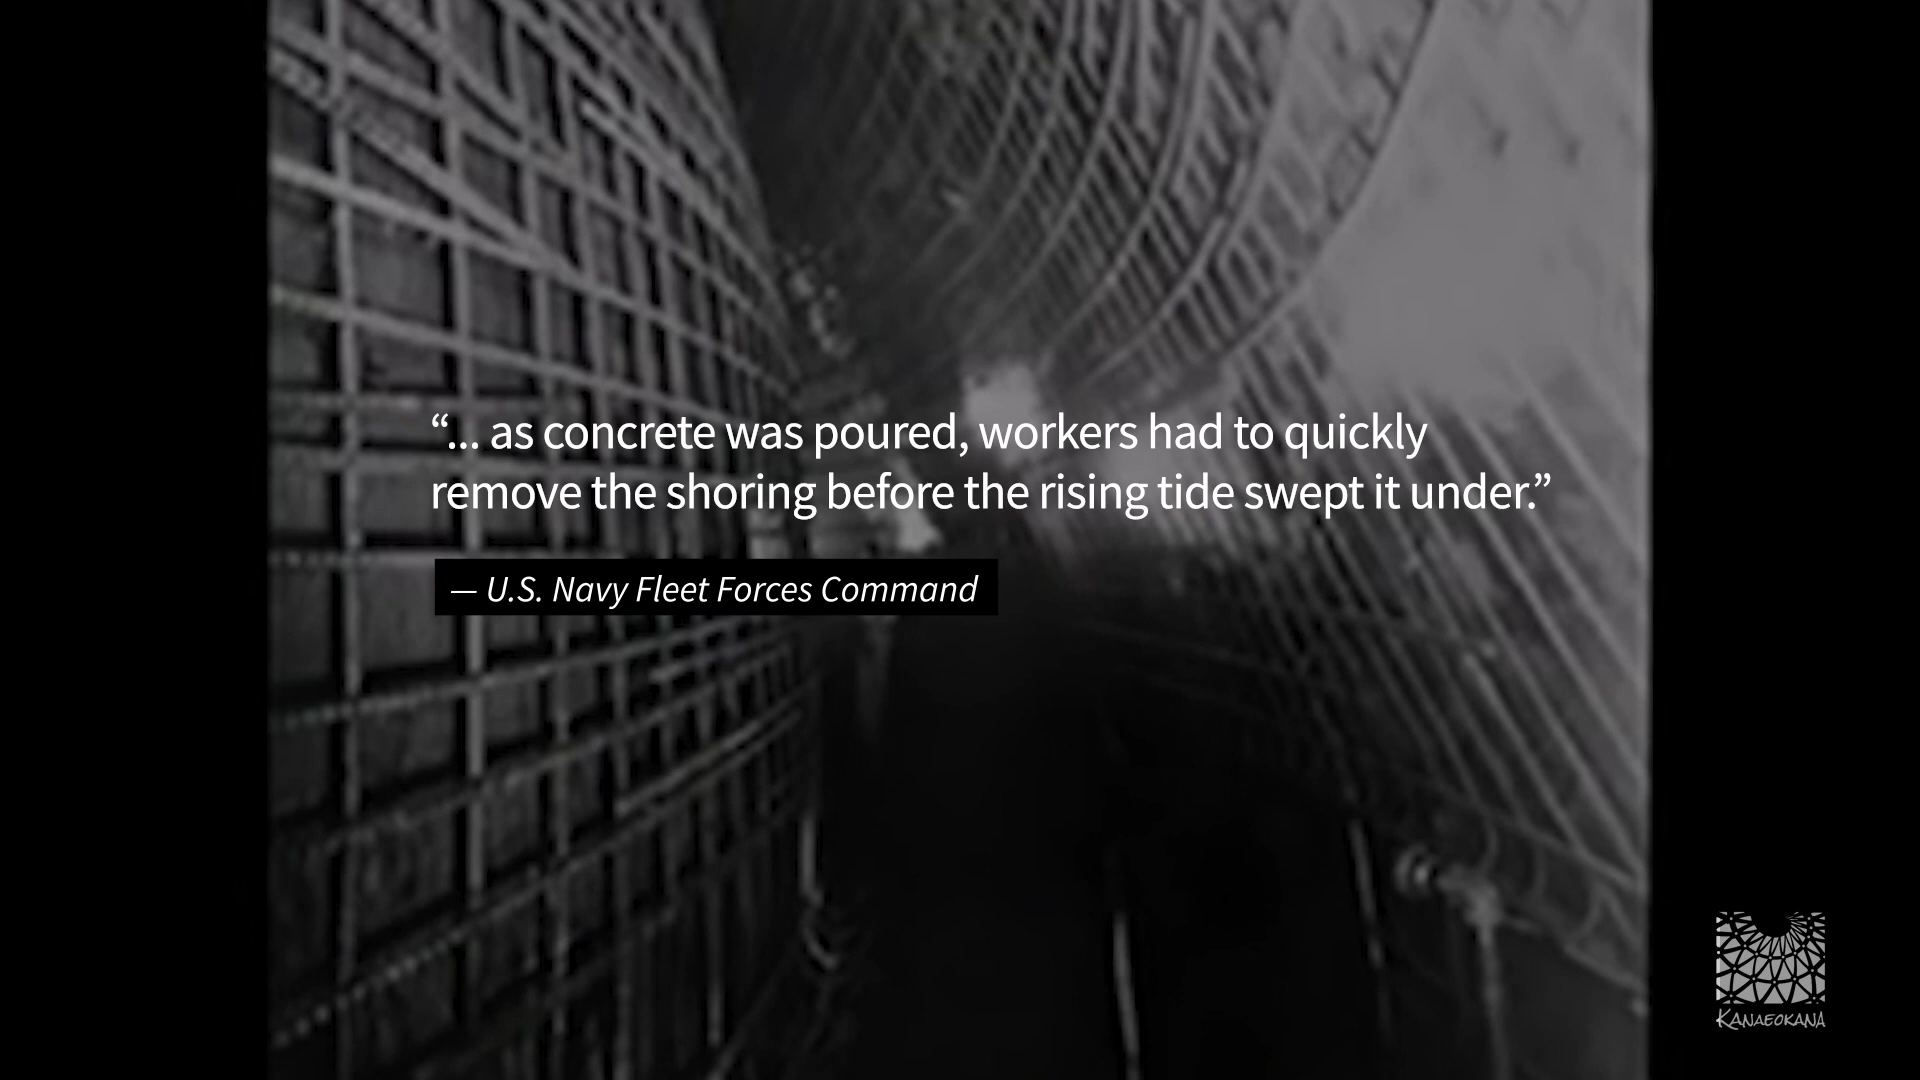 “... as concrete was poured, workers had to quickly
remove the shoring before the rising tide swept it under.”
— U.S. Navy Fleet Forces Command
KANAEOKANA